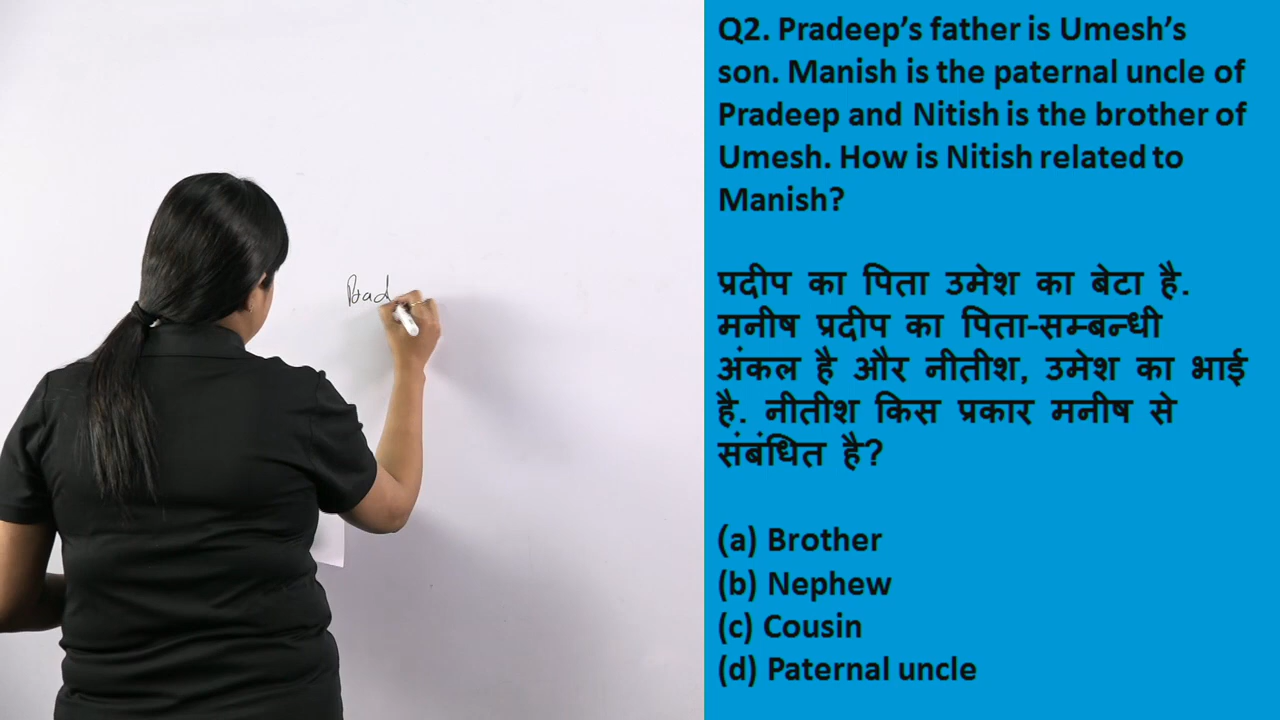 Prad
Q2. Pradeep’s father is Umesh’s
son. Manish is the paternal uncle of
Pradeep and Nitish is the brother of
Umesh. How is Nitish related to
Manish?
प्रदीप का पिता उमेश का बेटा है.
मनीष प्रदीप का पिता-सम्बन्धी
अंकल है और नीतीश, उमेश का भाई
है. नीतीश किस प्रकार मनीष से
संबंधित है?
(a) Brother
(b) Nephew
(c) Cousin
(d) Paternal uncle